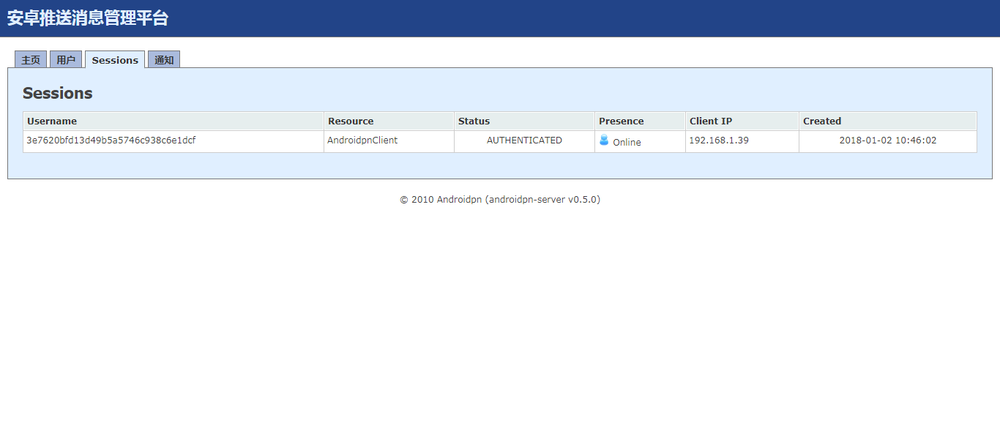 安卓推送消息管理平台
主页 用户 Sessions 通知
Sessions
Username Resource Status Presence Client IP Created
3e7620bfd13d49b5a5746c938c6e1dcf AndroidpnClient AUTHENTICATED Online 192.168.1.39 2018-01-02 10:46:02
© 2010 Androidpn (androidpn-server v0.5.0)